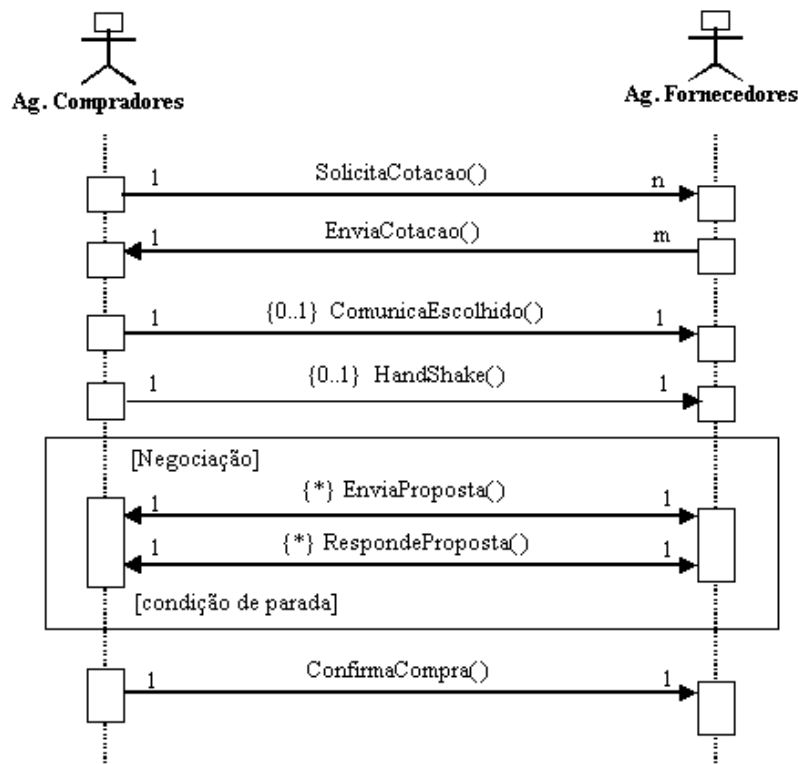 Ag. Compradores
Ag. Fornecedores
1 SolicitaCotacao() n
1 EnviaCotacao() m
1 {0..1} ComunicaEscolhido() 1
1 {0..1} HandShake() 1
[Negociação]
1 {*} EnviaProposta() 1
1 {*} RespondeProposta() 1
[condição de parada]
1 ConfirmaCompra() 1